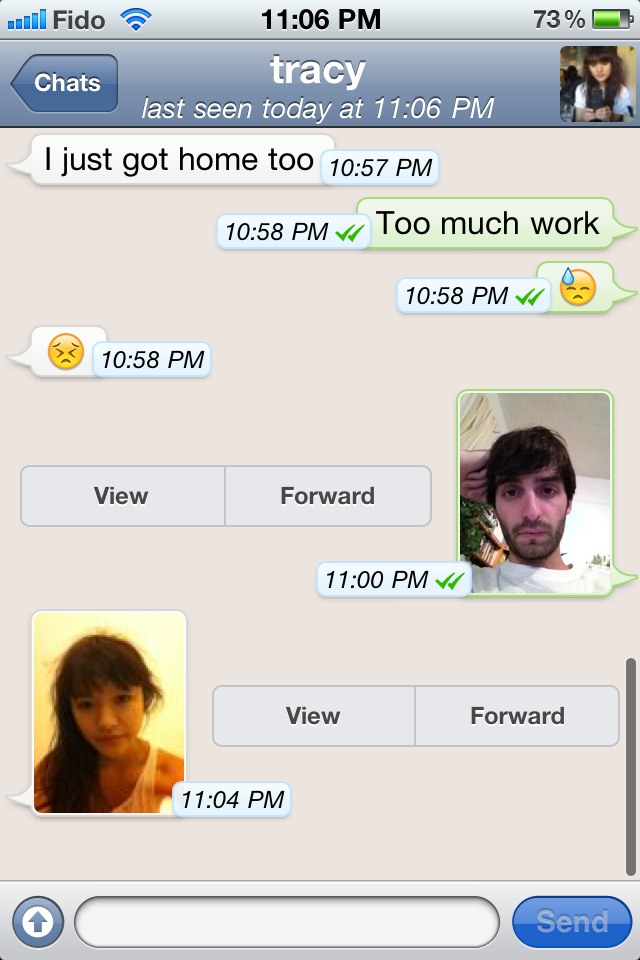 Fido 11:06 PM 73%
Chats tracy
last seen today at 11:06 PM
I just got home too 10:57 PM
10:58 PM Too much work
10:58 PM 😓
😣 10:58 PM
View Forward
11:00 PM
View Forward
11:04 PM
Send